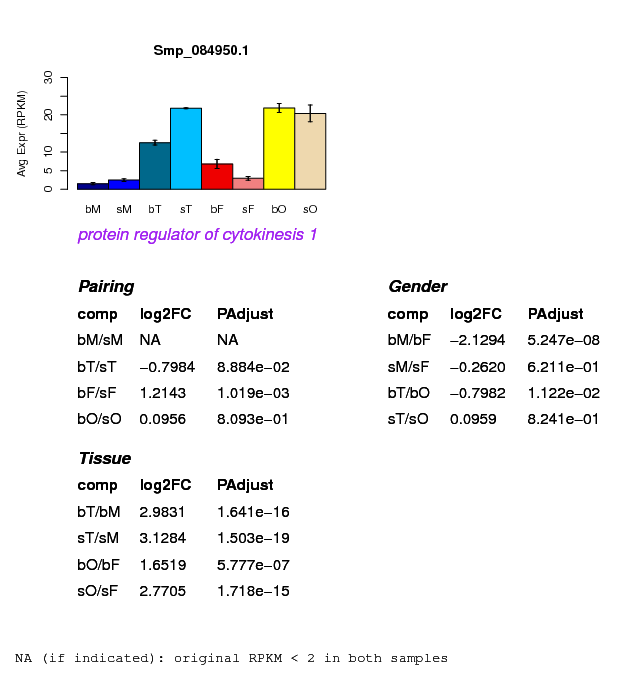 Smp_084950.1
Avg Expr (RPKM)
0 5 10 20 30
bM sM bT sT bF sF bO sO
protein regulator of cytokinesis 1
Pairing
comp log2FC PAdjust
bM/sM NA NA
bT/sT −0.7984 8.884e−02
bF/sF 1.2143 1.019e−03
bO/sO 0.0956 8.093e−01
Gender
comp log2FC PAdjust
bM/bF −2.1294 5.247e−08
sM/sF −0.2620 6.211e−01
bT/bO −0.7982 1.122e−02
sT/sO 0.0959 8.241e−01
Tissue
comp log2FC PAdjust
bT/bM 2.9831 1.641e−16
sT/sM 3.1284 1.503e−19
bO/bF 1.6519 5.777e−07
sO/sF 2.7705 1.718e−15
NA (if indicated): original RPKM < 2 in both samples